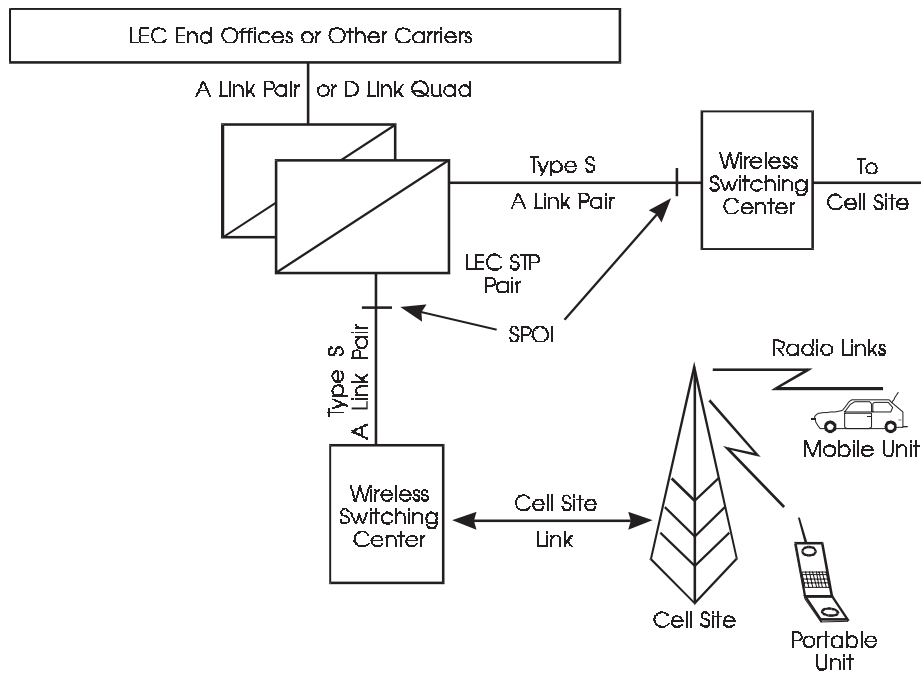 LEC End Offices or Other Carriers
A Link Pair or D Link Quad
Type S
A Link Pair
Wireless
Switching
Center
To
Cell Site
LEC STP
Pair
SPOI
Type S
A Link Pair
Radio Links
Mobile Unit
Wireless
Switching
Center
Cell Site
Link
Cell Site
Portable
Unit